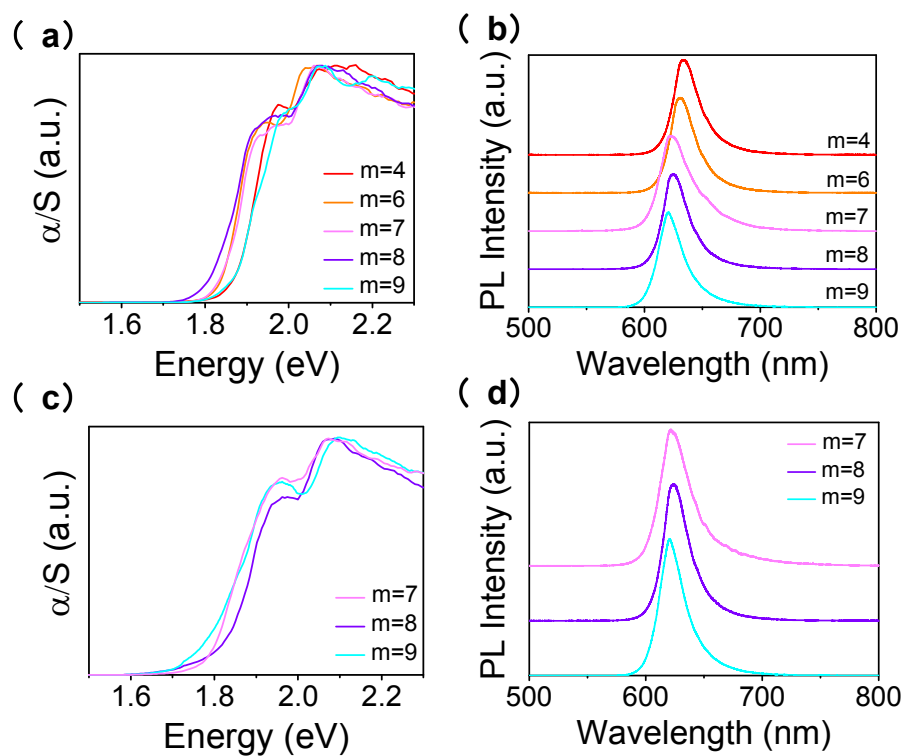 ( a)
α/S (a.u.)
m=4
m=6
m=7
m=8
m=9
1.6 1.8 2.0 2.2
Energy (eV)
( b)
PL Intensity (a.u.)
m=4
m=6
m=7
m=8
m=9
500 600 700 800
Wavelength (nm)
( c)
α/S (a.u.)
m=7
m=8
m=9
1.6 1.8 2.0 2.2
Energy (eV)
( d)
PL Intensity (a.u.)
m=7
m=8
m=9
500 600 700 800
Wavelength (nm)